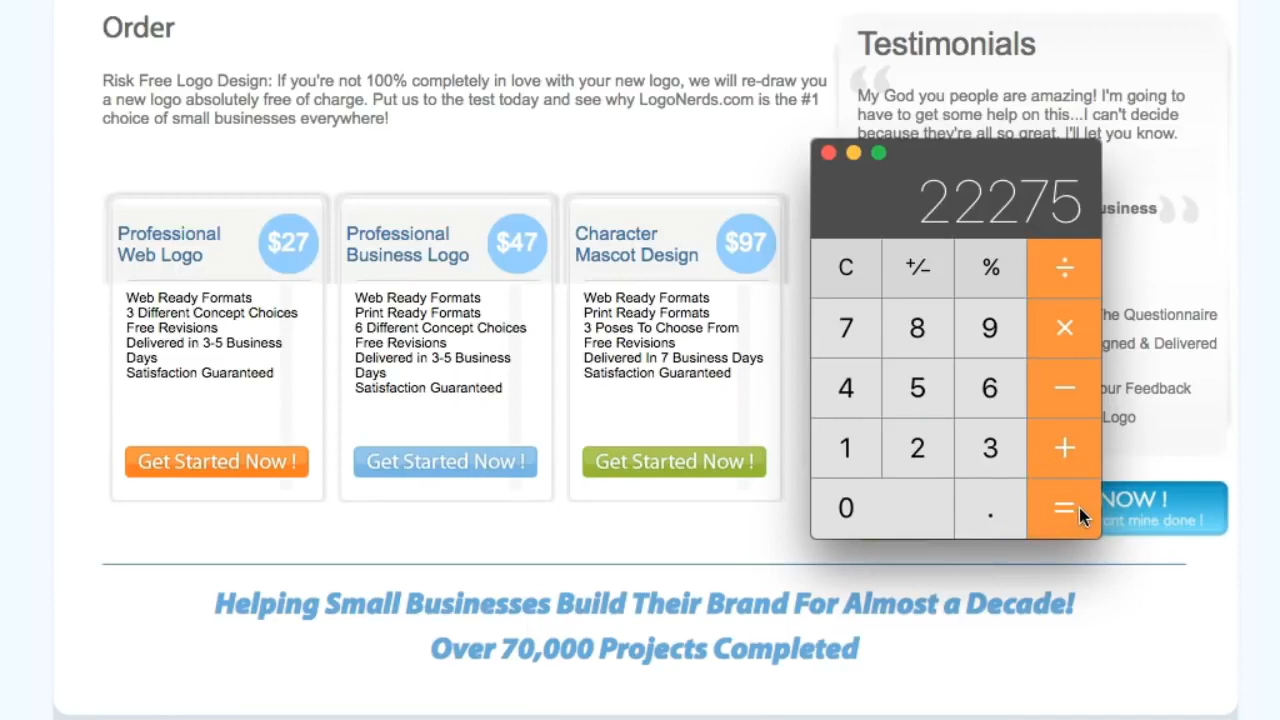 Order
Risk Free Logo Design: If you're not 100% completely in love with your new logo, we will re-draw you
a new logo absolutely free of charge. Put us to the test today and see why LogoNerds.com is the #1
choice of small businesses everywhere!
Professional
Web Logo
$27
Web Ready Formats
3 Different Concept Choices
Free Revisions
Delivered in 3-5 Business
Days
Satisfaction Guaranteed
Get Started Now !
Professional
Business Logo
$47
Web Ready Formats
Print Ready Formats
6 Different Concept Choices
Free Revisions
Delivered in 3-5 Business
Days
Satisfaction Guaranteed
Get Started Now !
Character
Mascot Design
$97
Web Ready Formats
Print Ready Formats
3 Poses To Choose From
Free Revisions
Delivered In 7 Business Days
Satisfaction Guaranteed
Get Started Now !
Testimonials
“
My God you people are amazing! I'm going to
have to get some help on this...I can't decide
because they're all so great. I'll let you know.
”
Questionnaire
& Delivered
Feedback
Logo
NOW !
mine done !
22275
C +/− % ÷
7 8 9 ×
4 5 6 −
1 2 3 +
0 . =
Helping Small Businesses Build Their Brand For Almost a Decade!
Over 70,000 Projects Completed